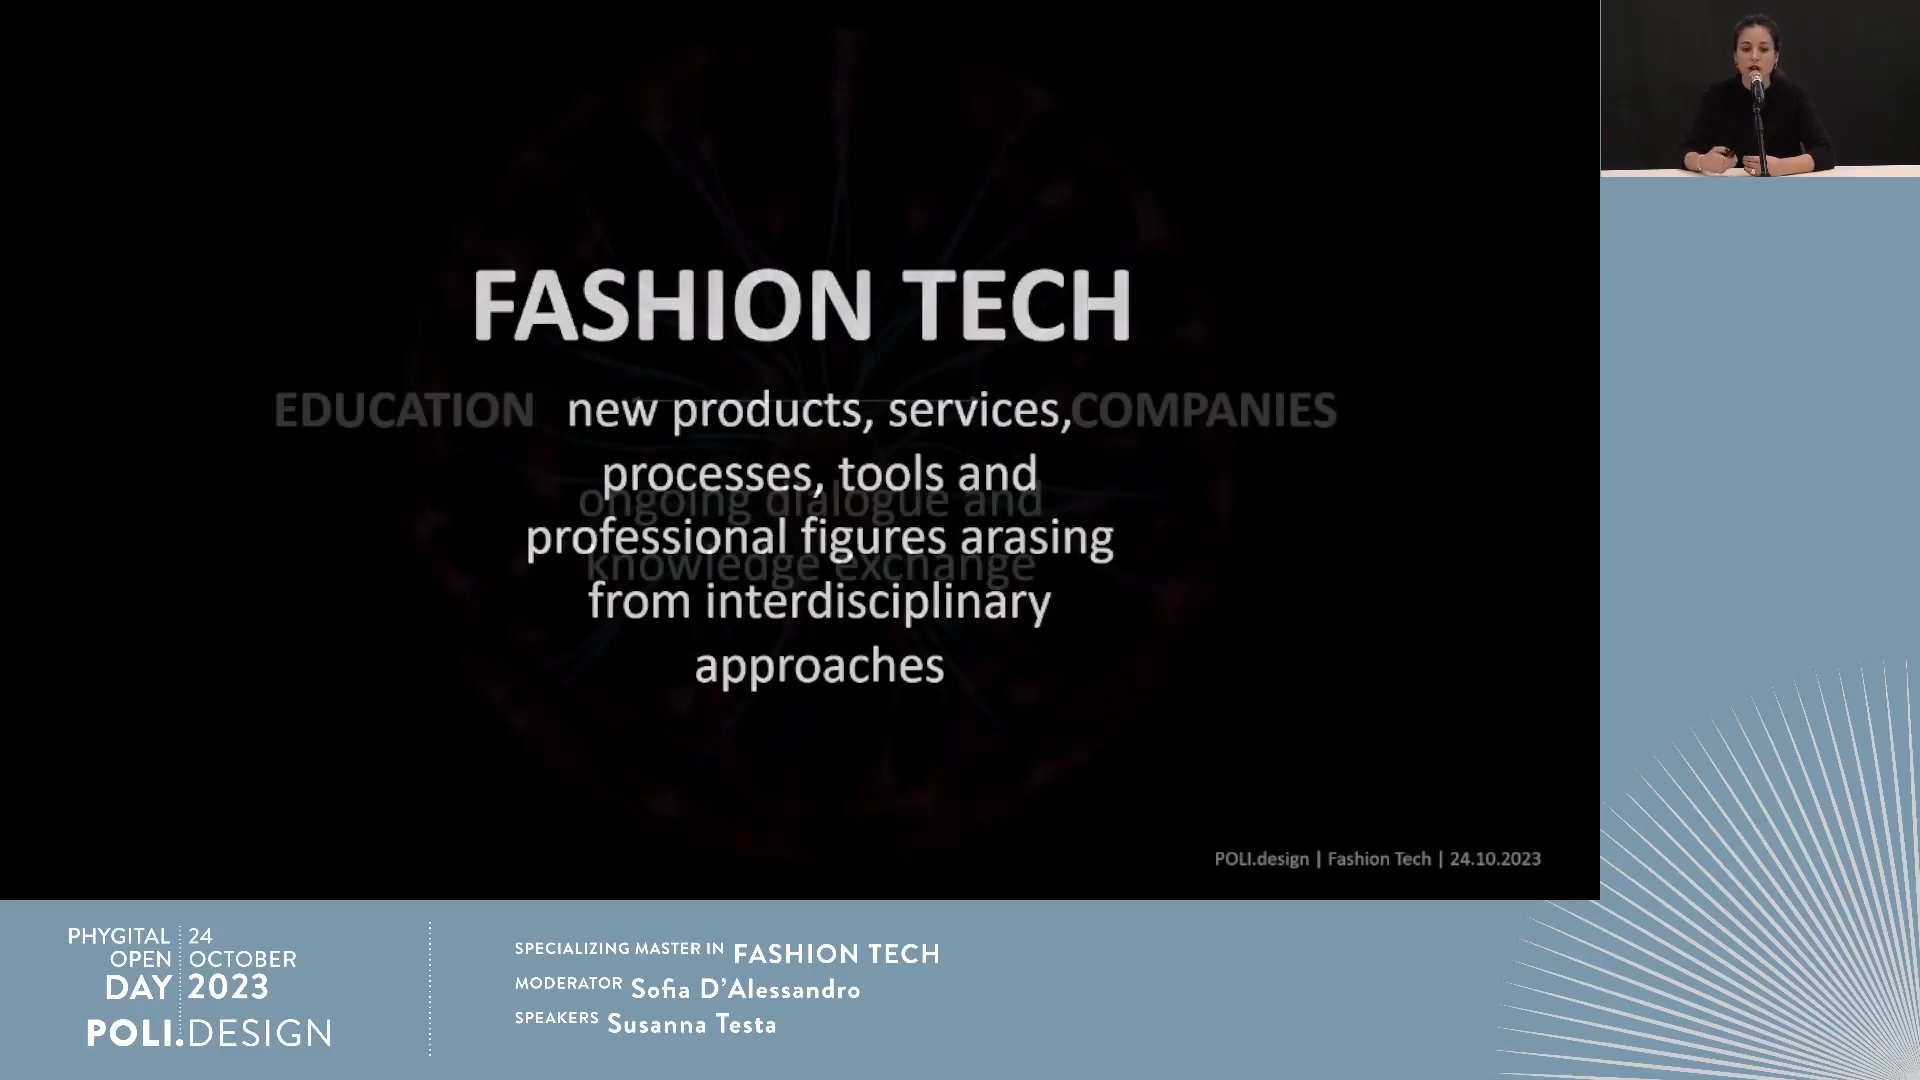 FASHION TECH
EDUCATION new products, services, COMPANIES
processes, tools and
ongoing dialogue and
professional figures arasing
knowledge exchange
from interdisciplinary
approaches
POLI.design | Fashion Tech | 24.10.2023
PHYGITAL 24
OPEN OCTOBER
DAY 2023
POLI.DESIGN
SPECIALIZING MASTER IN FASHION TECH
MODERATOR Sofia D'Alessandro
SPEAKERS Susanna Testa